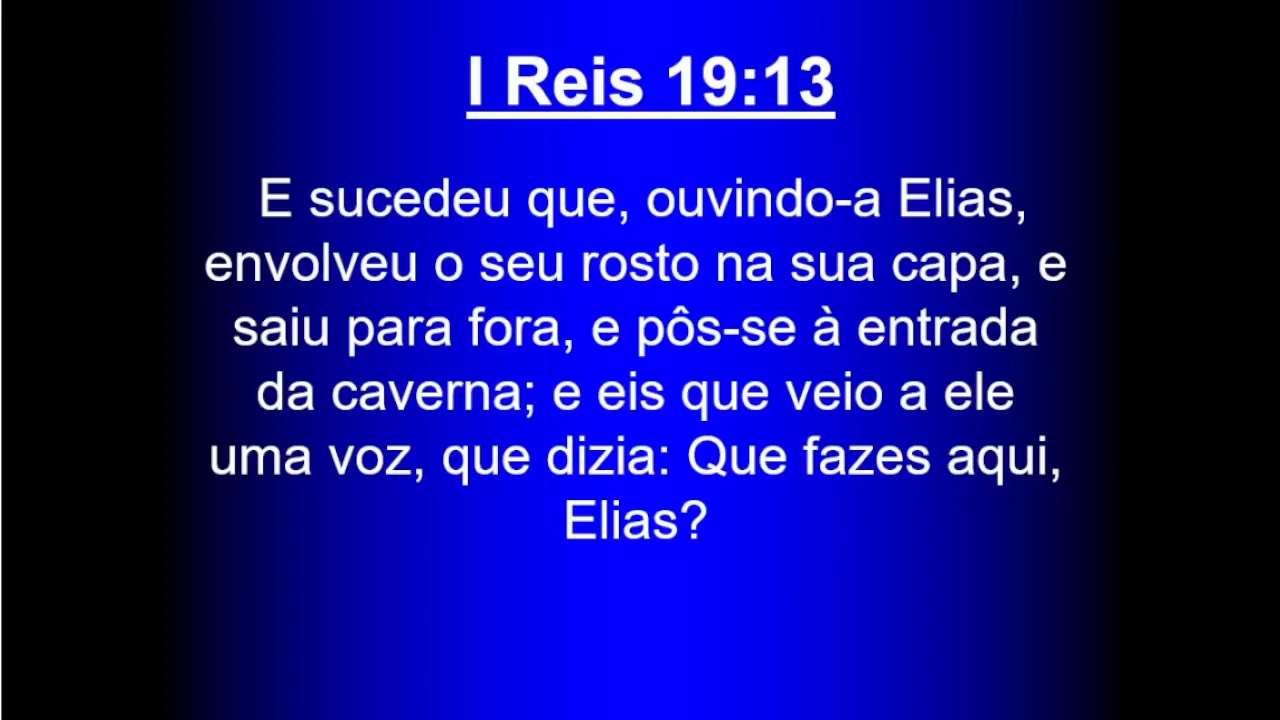 I Reis 19:13
E sucedeu que, ouvindo-a Elias,
envolveu o seu rosto na sua capa, e
saiu para fora, e pôs-se à entrada
da caverna; e eis que veio a ele
uma voz, que dizia: Que fazes aqui,
Elias?